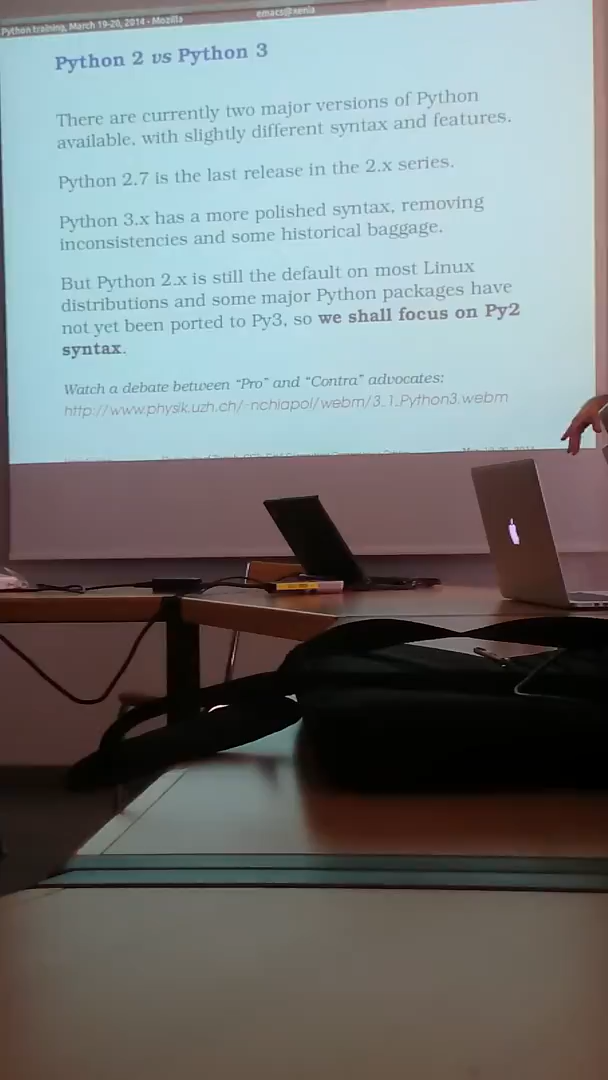 Python training, March 19-20, 2014 - Mozilla
emacs@xenia
Python 2 vs Python 3
There are currently two major versions of Python
available, with slightly different syntax and features.
Python 2.7 is the last release in the 2.x series.
Python 3.x has a more polished syntax, removing
inconsistencies and some historical baggage.
But Python 2.x is still the default on most Linux
distributions and some major Python packages have
not yet been ported to Py3, so we shall focus on Py2
syntax.
Watch a debate between "Pro" and "Contra" advocates:
http://www.physik.uzh.ch/~nchiapol/webm/3_1_Python3.webm